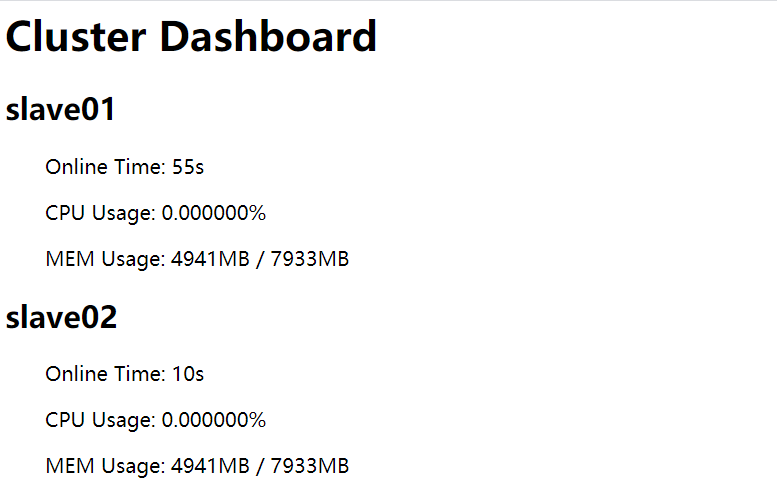 Cluster Dashboard
slave01
Online Time: 55s
CPU Usage: 0.000000%
MEM Usage: 4941MB / 7933MB
slave02
Online Time: 10s
CPU Usage: 0.000000%
MEM Usage: 4941MB / 7933MB